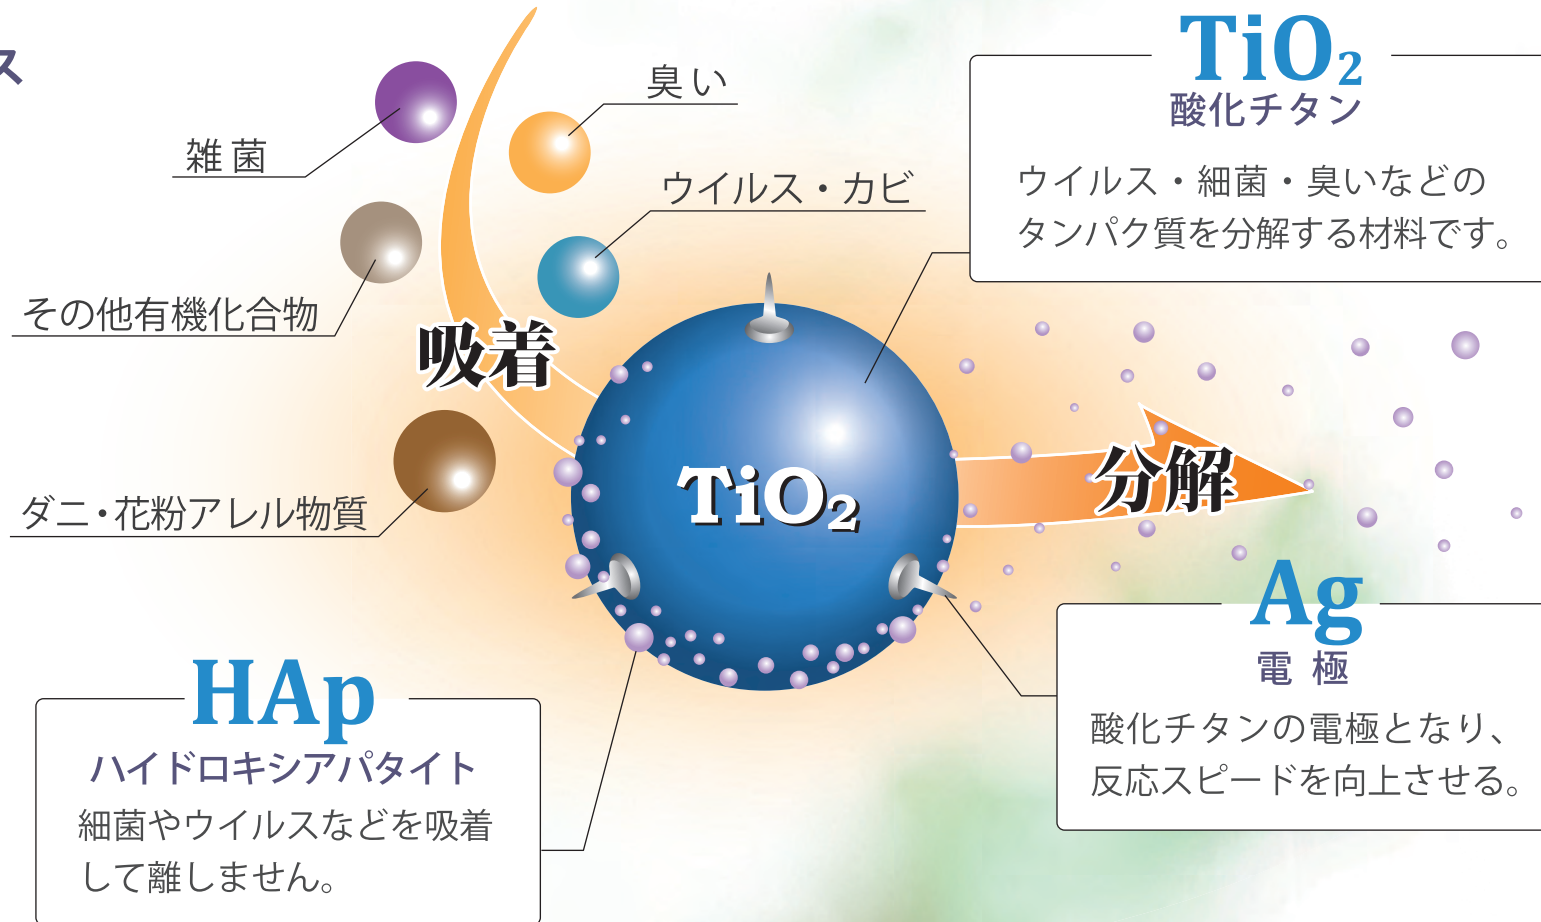 ス
雑菌
臭い
ウイルス・カビ
その他有機化合物
吸着
ダニ・花粉アレル物質
TiO₂
酸化チタン
ウイルス・細菌・臭いなどの
タンパク質を分解する材料です。
TiO₂
分解
Ag
電極
酸化チタンの電極となり、
反応スピードを向上させる。
HAp
ハイドロキシアパタイト
細菌やウイルスなどを吸着
して離しません。